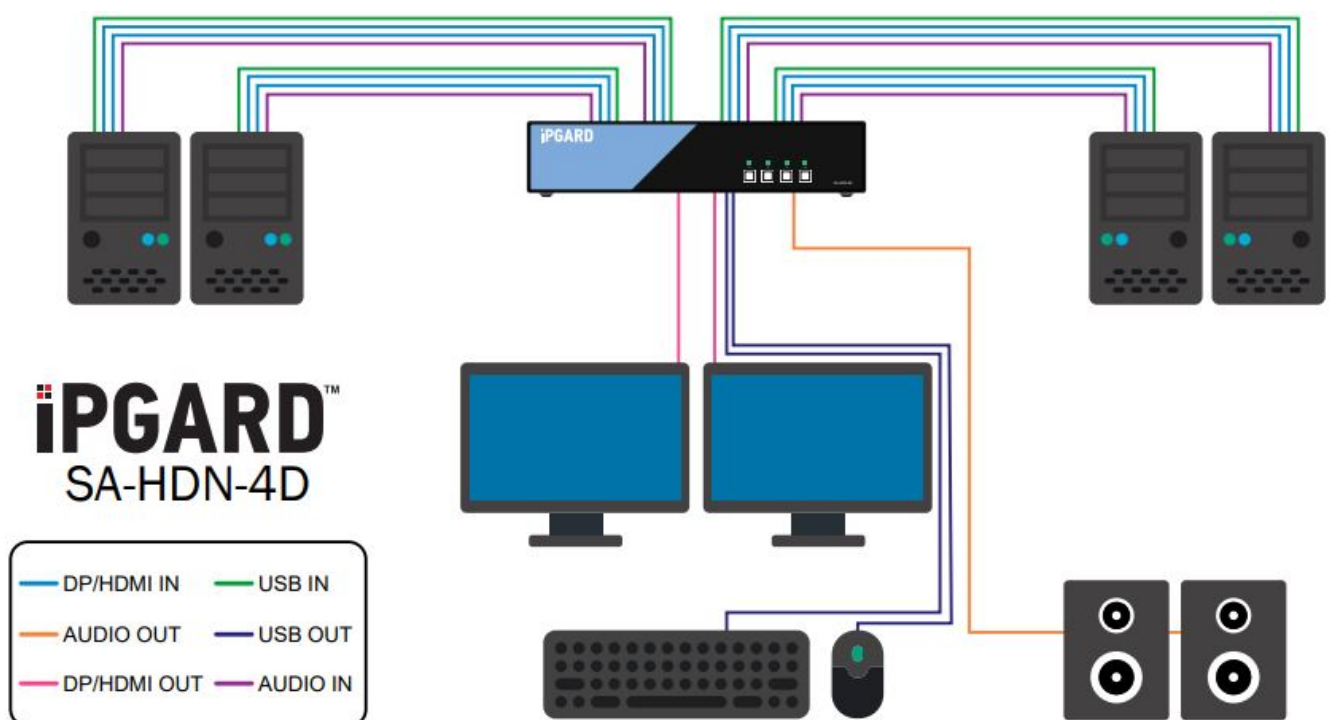 iPGARD
iPGARD™
SA-HDN-4D
DP/HDMI IN
USB IN
AUDIO OUT
USB OUT
DP/HDMI OUT
AUDIO IN